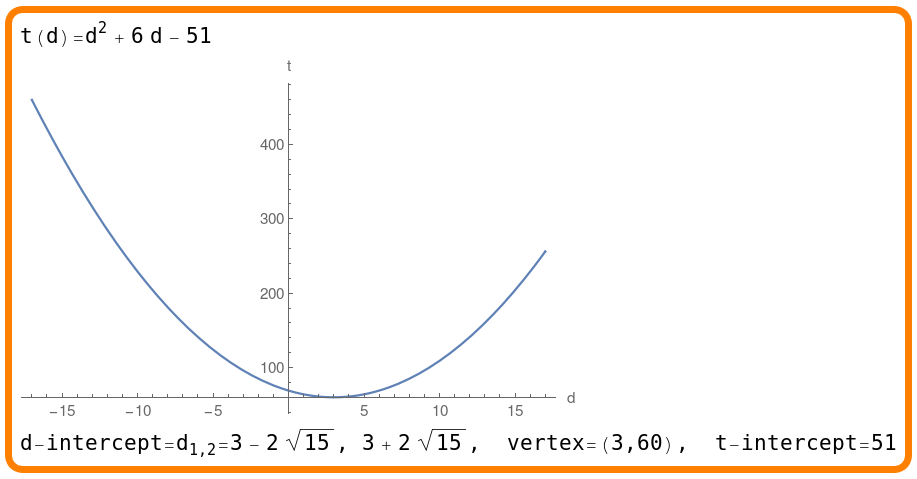 t(d)=d² + 6 d − 51
t
400
300
200
100
−15 −10 −5 5 10 15 d
d−intercept=d₁,₂=3 − 2 √15, 3 + 2 √15, vertex=(3,60), t−intercept=51